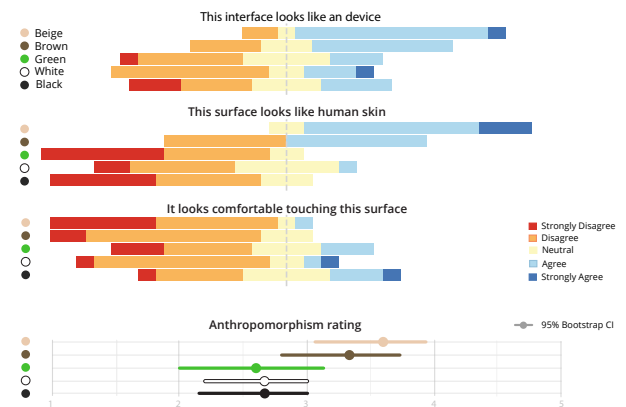 This interface looks like an device
Beige
Brown
Green
White
Black
This surface looks like human skin
It looks comfortable touching this surface
Strongly Disagree
Disagree
Neutral
Agree
Strongly Agree
Anthropomorphism rating
95% Bootstrap CI
1 2 3 4 5